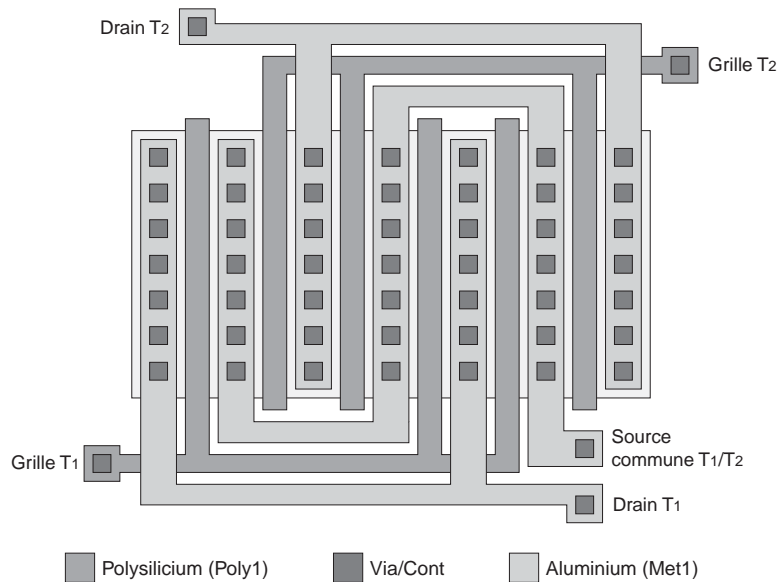 Drain T2
Grille T2
Grille T1
Source
commune T1/T2
Drain T1
Polysilicium (Poly1)
Via/Cont
Aluminium (Met1)